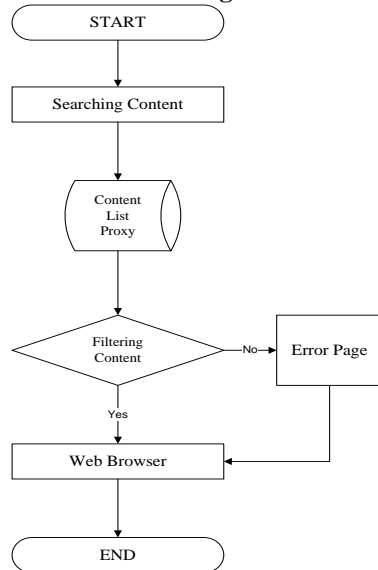 START
Searching Content
Content
List
Proxy
Filtering
Content
No
Error Page
Yes
Web Browser
END